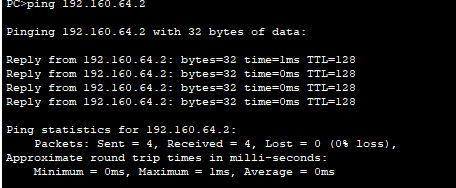 PC>ping 192.160.64.2
Pinging 192.160.64.2 with 32 bytes of data:
Reply from 192.160.64.2: bytes=32 time=1ms TTL=128
Reply from 192.160.64.2: bytes=32 time=0ms TTL=128
Reply from 192.160.64.2: bytes=32 time=0ms TTL=128
Reply from 192.160.64.2: bytes=32 time=0ms TTL=128
Ping statistics for 192.160.64.2:
Packets: Sent = 4, Received = 4, Lost = 0 (0% loss),
Approximate round trip times in milli-seconds:
Minimum = 0ms, Maximum = 1ms, Average = 0ms